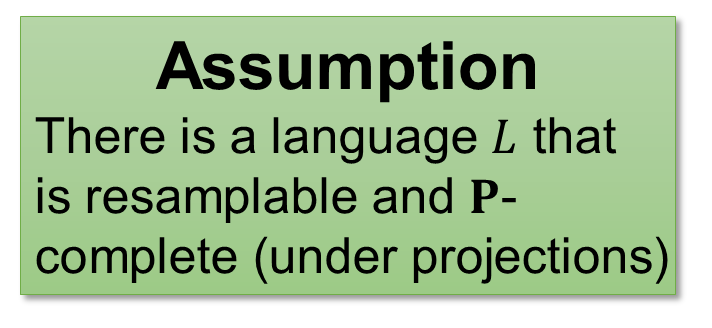 Assumption
There is a language L that
is resamplable and P-
complete (under projections)